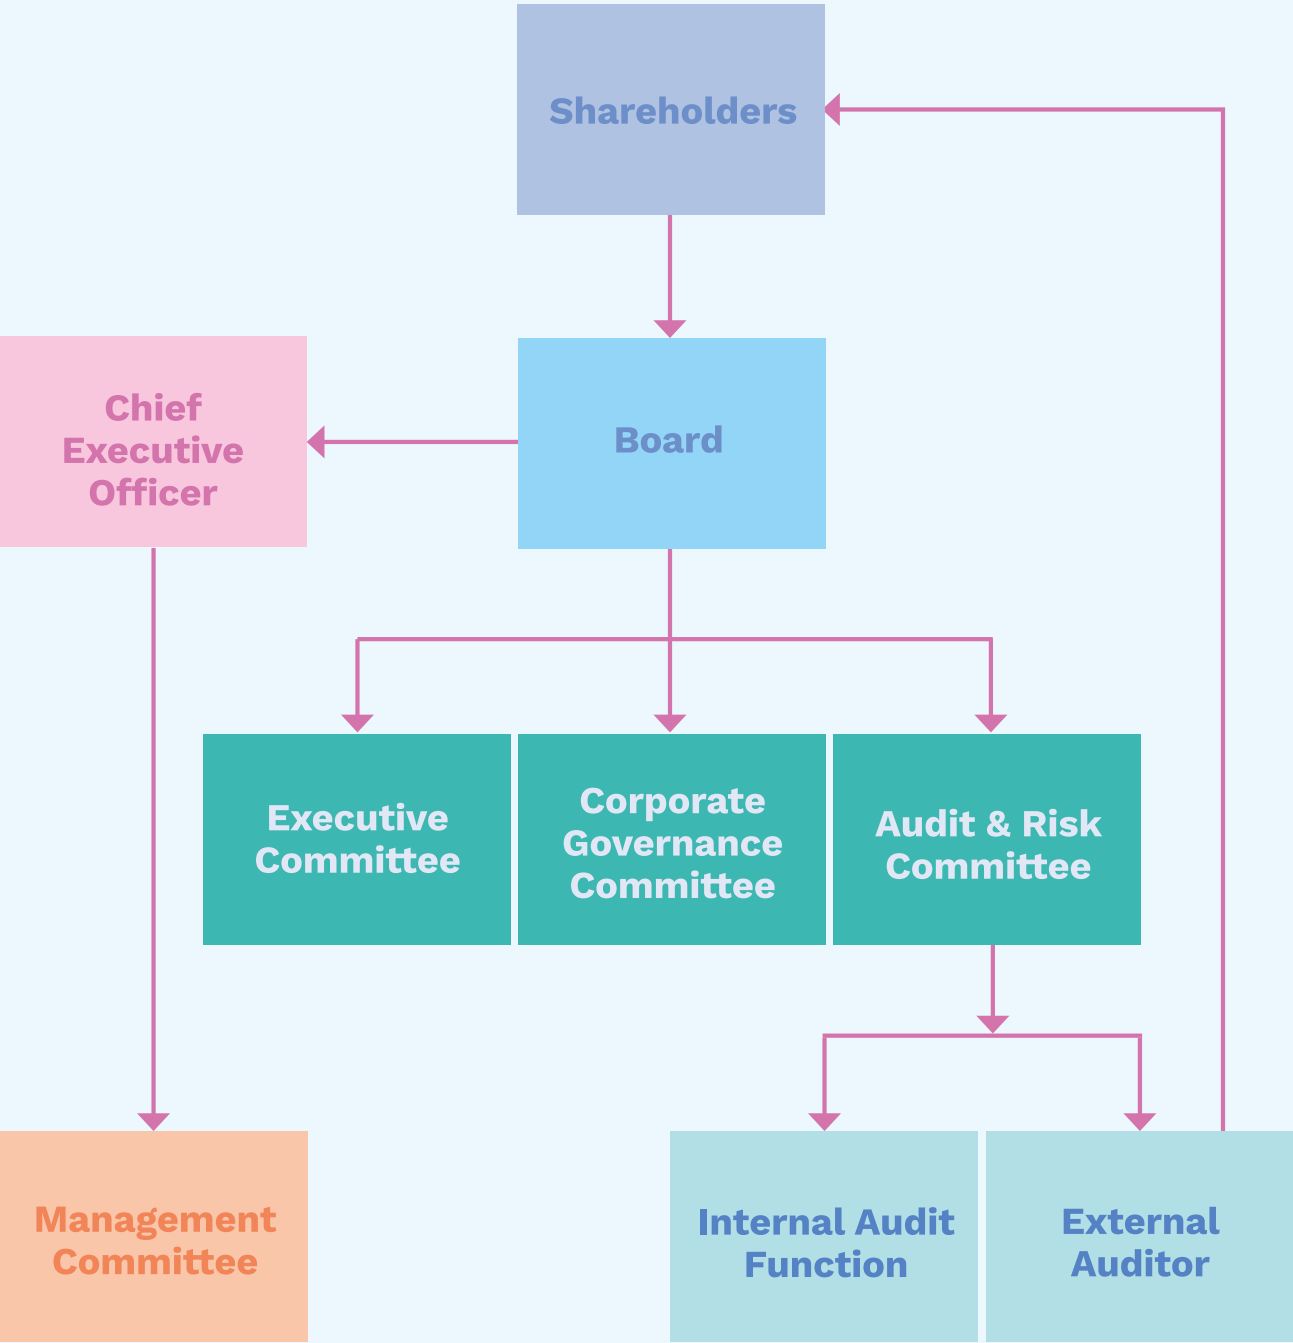 Shareholders
Chief
Executive
Officer
Board
Executive
Committee
Corporate
Governance
Committee
Audit & Risk
Committee
Management
Committee
Internal Audit
Function
External
Auditor